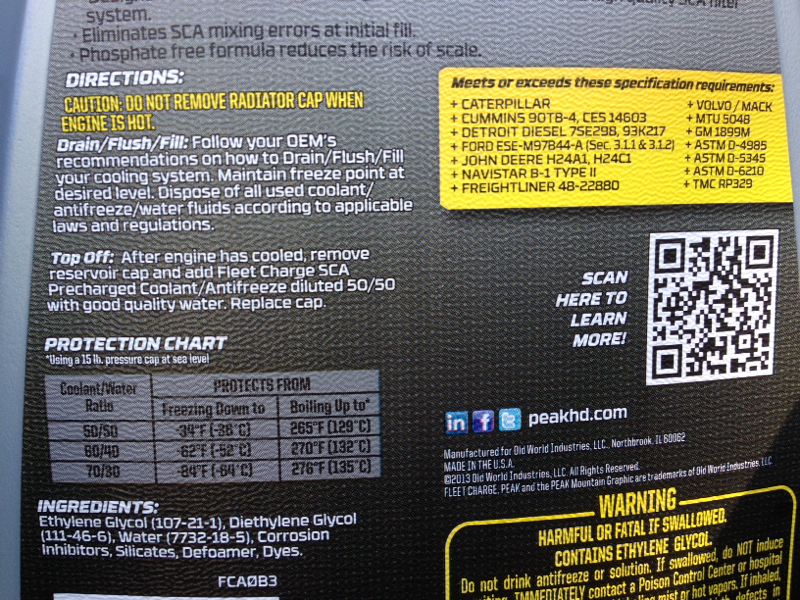 system.
quality SCA filter
• Eliminates SCA mixing errors at initial fill.
• Phosphate free formula reduces the risk of scale.
DIRECTIONS:
CAUTION: DO NOT REMOVE RADIATOR CAP WHEN
ENGINE IS HOT.
Drain/Flush/Fill: Follow your OEM's
recommendations on how to Drain/Flush/Fill
your cooling system. Maintain freeze point at
desired level. Dispose of all used coolant/
antifreeze/water fluids according to applicable
laws and regulations.
Top Off: After engine has cooled, remove
reservoir cap and add Fleet Charge SCA
Precharged Coolant/Antifreeze diluted 50/50
with good quality water. Replace cap.
PROTECTION CHART
*Using a 15 lb. pressure cap at sea level
Coolant/Water Ratio PROTECTS FROM
Freezing Down to Boiling Up to*
50/50 -34°F (-36°C) 265°F (129°C)
60/40 -62°F (-52°C) 270°F (132°C)
70/30 -84°F (-64°C) 276°F (135°C)
INGREDIENTS:
Ethylene Glycol (107-21-1), Diethylene Glycol
(111-46-6), Water (7732-18-5), Corrosion
Inhibitors, Silicates, Defoamer, Dyes.
FCAØB3
Meets or exceeds these specification requirements:
+ CATERPILLAR
+ CUMMINS 90TB-4, CES 14603
+ DETROIT DIESEL 7SE298, 93K217
+ FORD ESE-M97B44-A (Sec. 3.1.1 & 3.1.2)
+ JOHN DEERE H24A1, H24C1
+ NAVISTAR B-1 TYPE II
+ FREIGHTLINER 48-22880
+ VOLVO / MACK
+ MTU 5048
+ GM 1899M
+ ASTM D-4985
+ ASTM D-5345
+ ASTM D-6210
+ TMC RP329
SCAN
HERE TO
LEARN
MORE!
in f t peakhd.com
Manufactured for Old World Industries, LLC., Northbrook, IL 60062
MADE IN THE U.S.A.
©2013 Old World Industries, LLC. All Rights Reserved.
FLEET CHARGE, PEAK and the PEAK Mountain Graphic are trademarks of Old World Industries, LLC
WARNING
HARMFUL OR FATAL IF SWALLOWED.
CONTAINS ETHYLENE GLYCOL.
Do not drink antifreeze or solution. If swallowed, do NOT induce
IMMEDIATELY contact a Poison Control Center or hospital
mist or hot vapors. If inhaled,
defects in